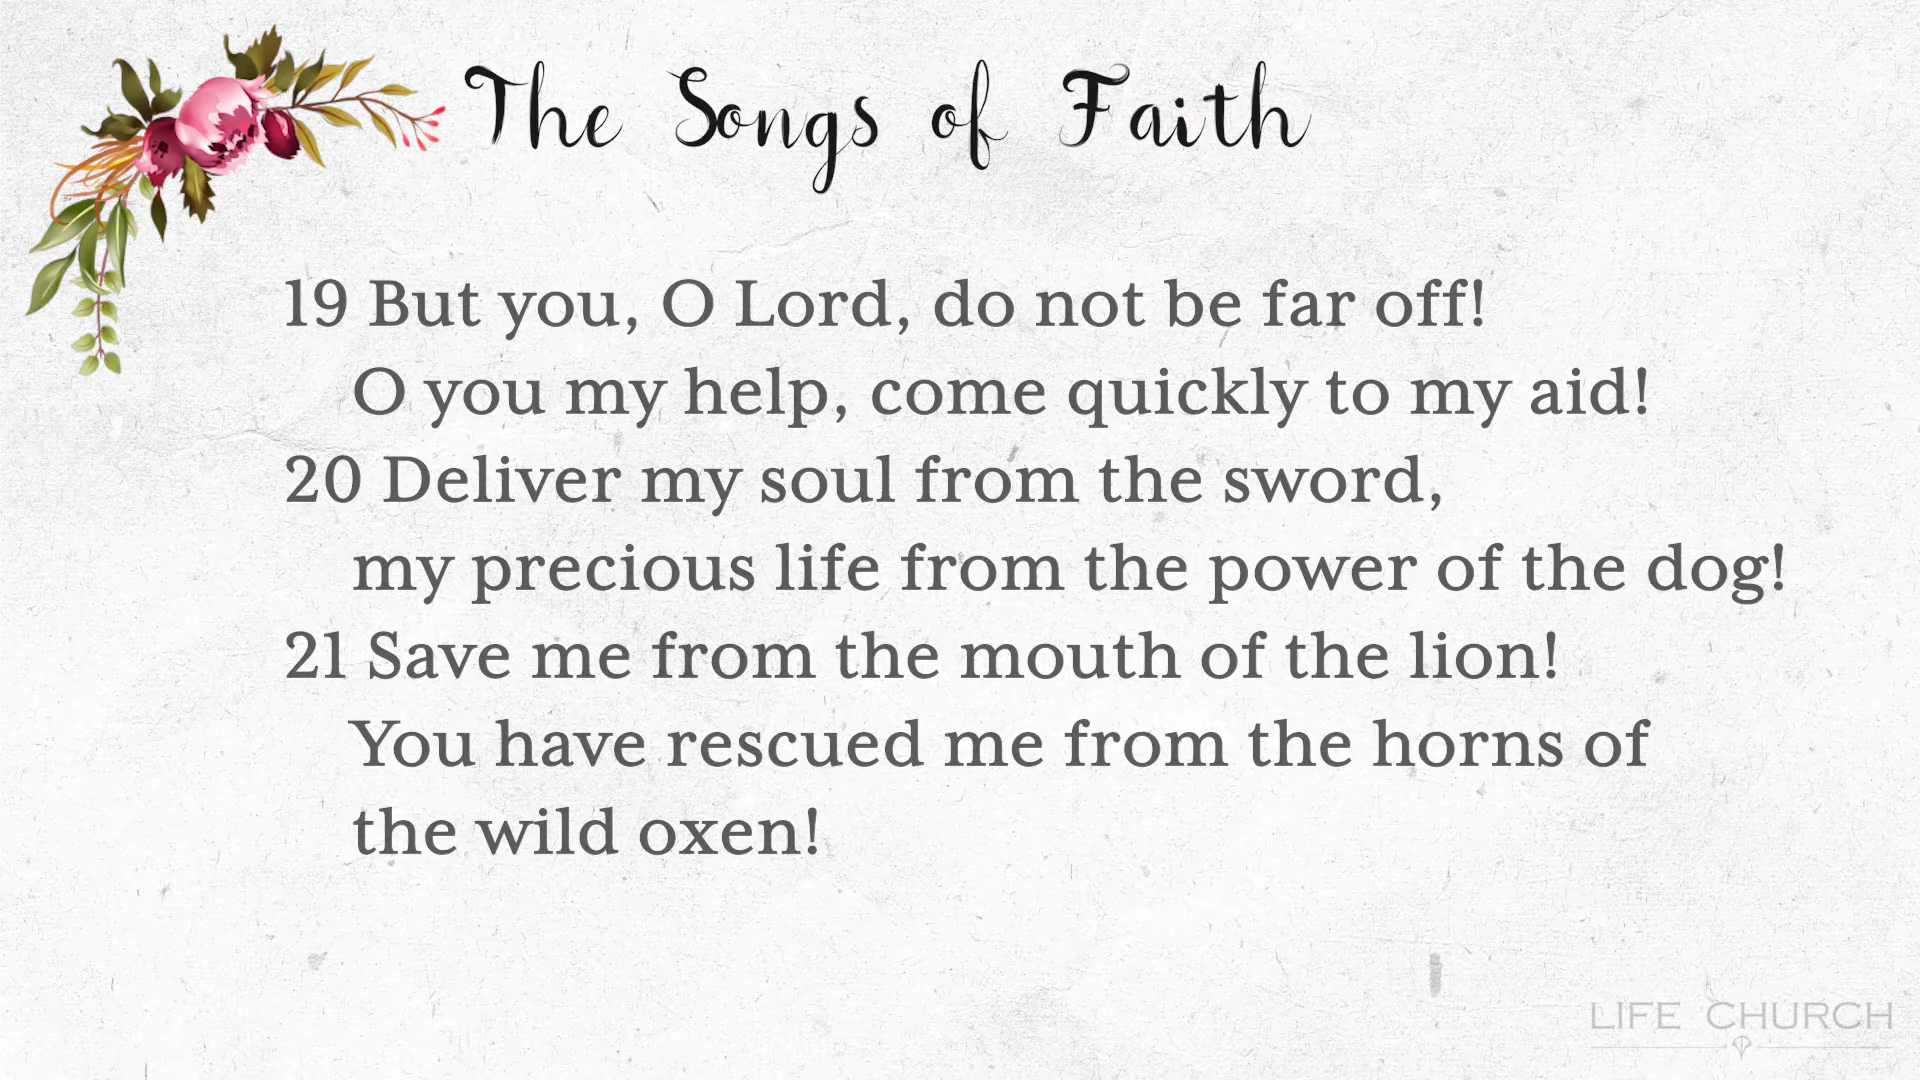 The Songs of Faith
19 But you, O Lord, do not be far off!
O you my help, come quickly to my aid!
20 Deliver my soul from the sword,
my precious life from the power of the dog!
21 Save me from the mouth of the lion!
You have rescued me from the horns of
the wild oxen!
LIFE CHURCH